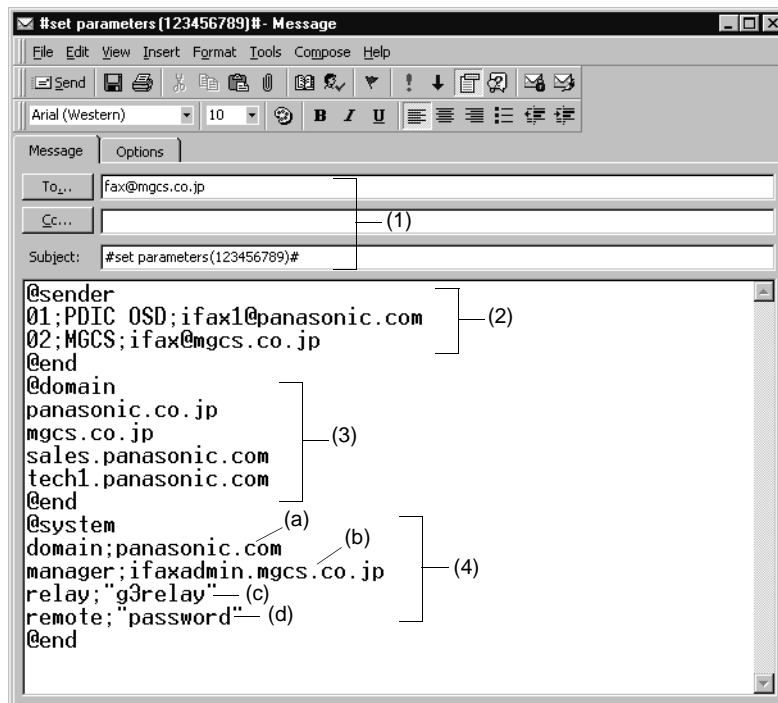 #set parameters(123456789)#- Message
File Edit View Insert Format Tools Compose Help
Send
Arial (Western) 10 B I U
Message Options
To... fax@mgcs.co.jp
Cc...
(1)
Subject: #set parameters(123456789)#
@sender
01;PDIC OSD;ifax1@panasonic.com
(2)
02;MGCS;ifax@mgcs.co.jp
@end
@domain
panasonic.co.jp
mgcs.co.jp
(3)
sales.panasonic.com
tech1.panasonic.com
@end
@system
(a)
domain;panasonic.com
(b)
manager;ifaxadmin.mgcs.co.jp
(4)
relay;"g3relay" (c)
remote;"password" (d)
@end